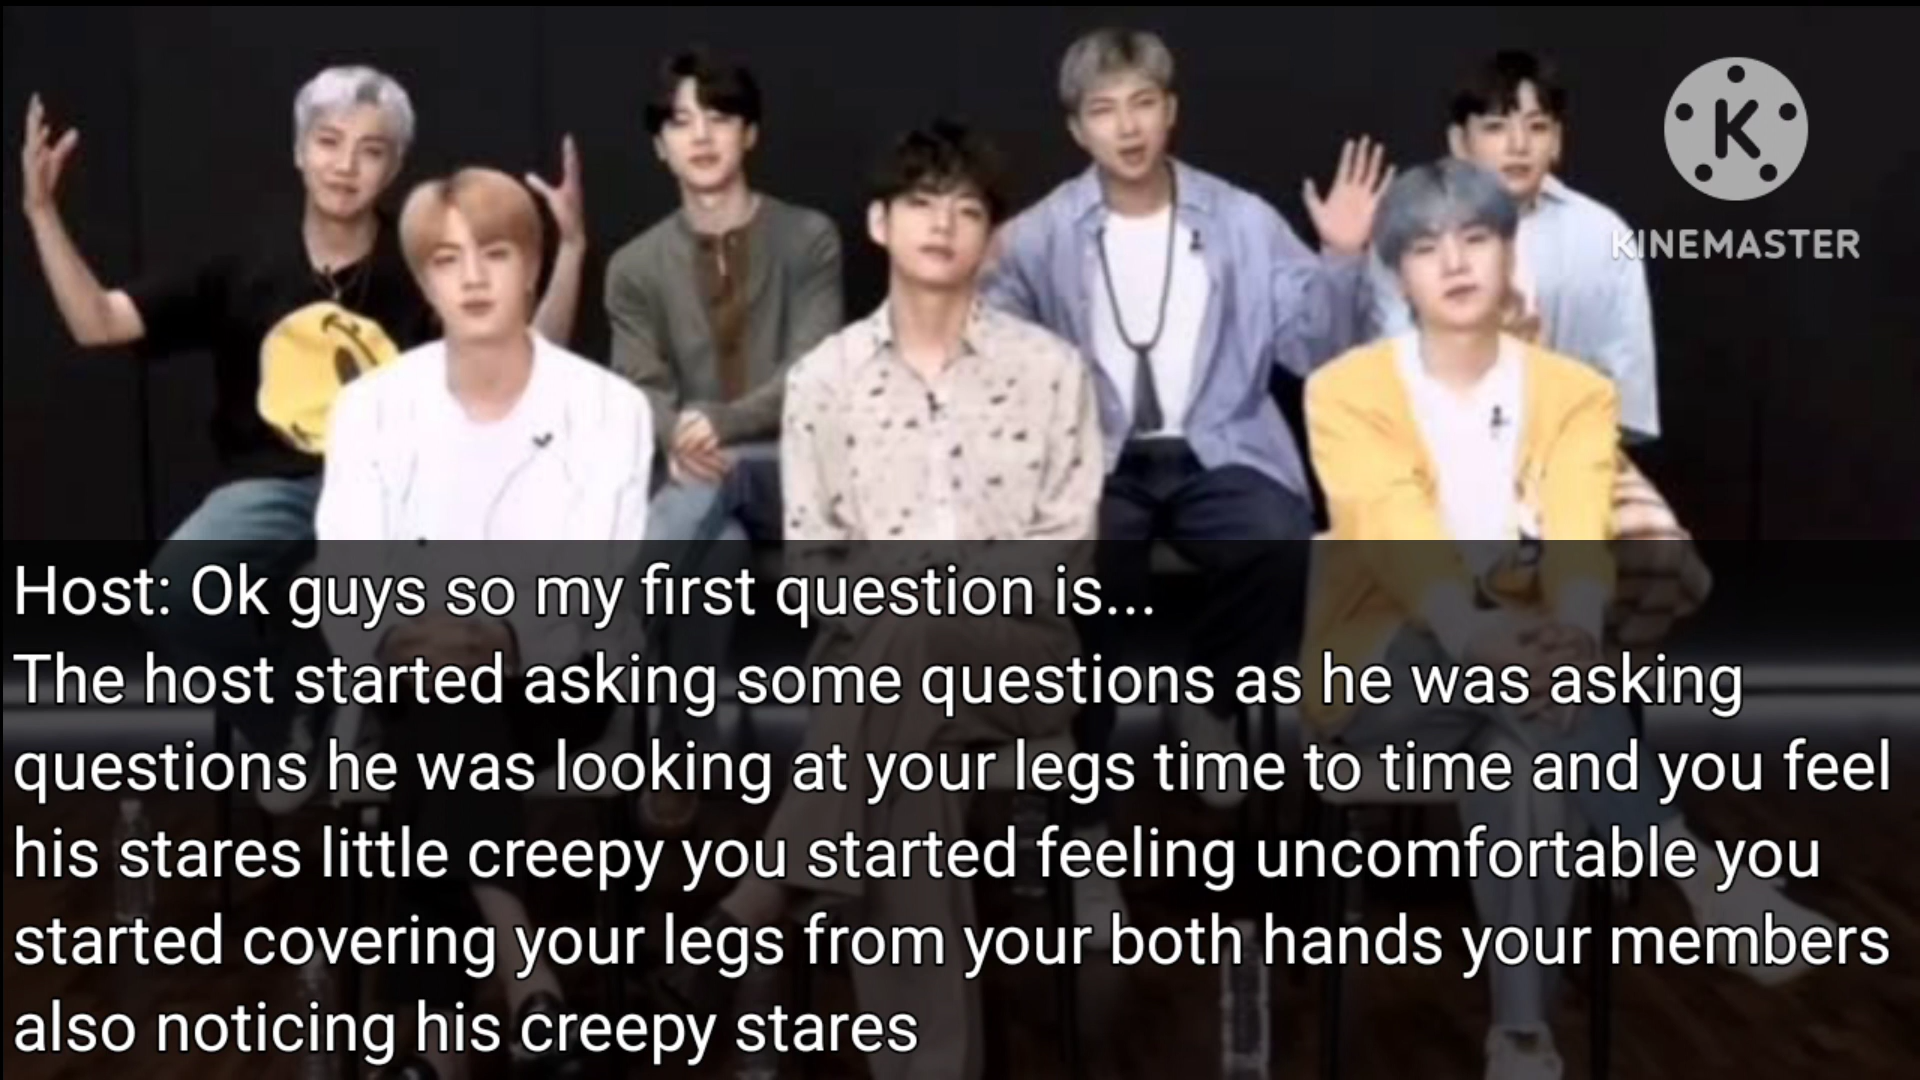 K
KINEMASTER
Host: Ok guys so my first question is...
The host started asking some questions as he was asking
questions he was looking at your legs time to time and you feel
his stares little creepy you started feeling uncomfortable you
started covering your legs from your both hands your members
also noticing his creepy stares